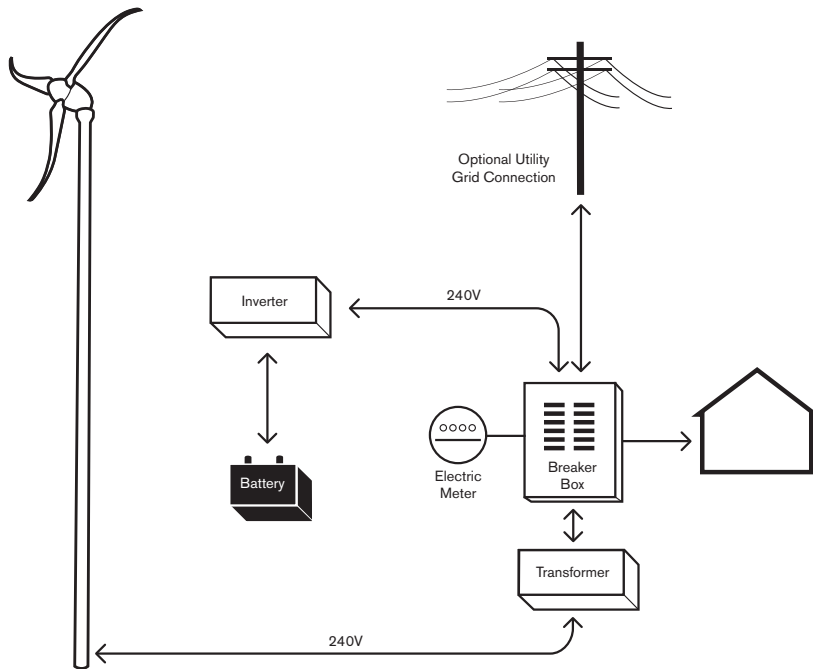 Optional Utility
Grid Connection
Inverter
240V
Battery
Electric
Meter
Breaker
Box
Transformer
240V